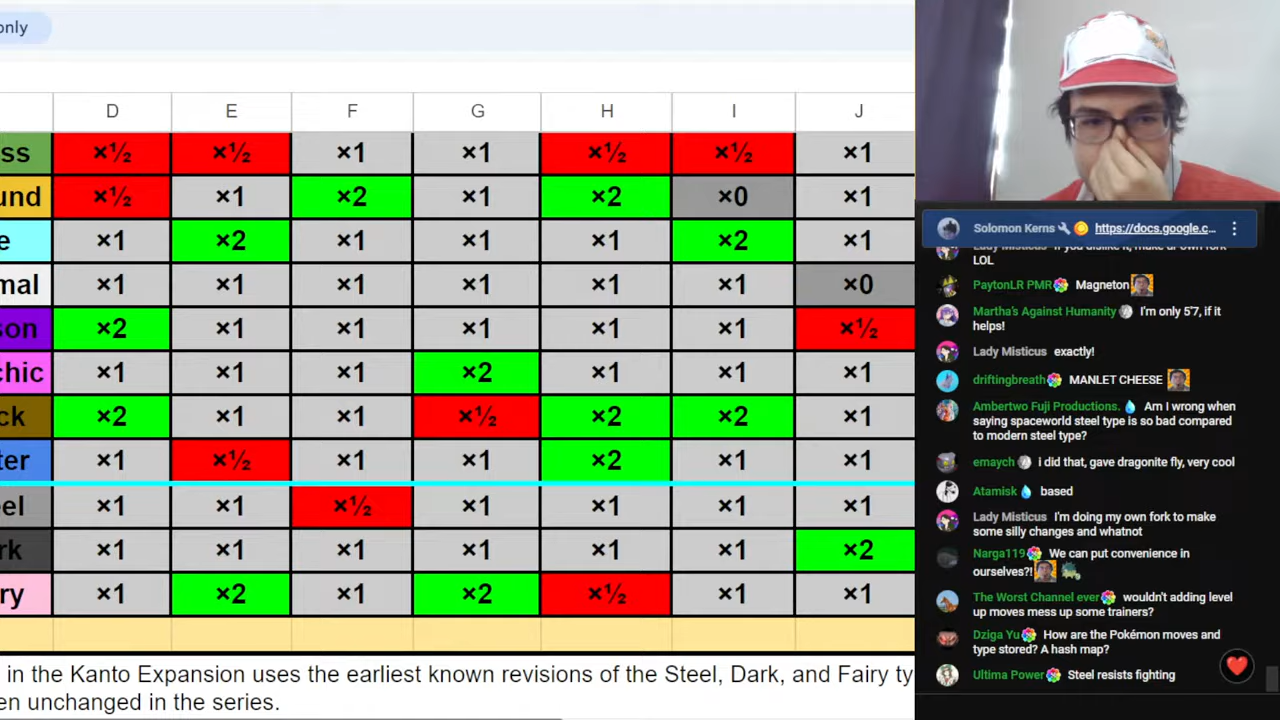 only
D E F G H I J
ss ×½ ×½ ×1 ×1 ×½ ×½ ×1
und ×½ ×1 ×2 ×1 ×2 ×0 ×1
e ×1 ×2 ×1 ×1 ×1 ×2 ×1
mal ×1 ×1 ×1 ×1 ×1 ×1 ×0
son ×2 ×1 ×1 ×1 ×1 ×1 ×½
chic ×1 ×1 ×1 ×2 ×1 ×1 ×1
ck ×2 ×1 ×1 ×½ ×2 ×2 ×1
ter ×1 ×½ ×1 ×1 ×2 ×1 ×1
eel ×1 ×1 ×½ ×1 ×1 ×1 ×1
rk ×1 ×1 ×1 ×1 ×1 ×1 ×2
ry ×1 ×2 ×1 ×2 ×½ ×1 ×1
in the Kanto Expansion uses the earliest known revisions of the Steel, Dark, and Fairy ty
en unchanged in the series.
Solomon Kerns https://docs.google.c...
Lady Misticus If you dislike it, make ur own fork
LOL
PaytonLR PMR Magneton
Martha's Against Humanity I'm only 5'7, if it
helps!
Lady Misticus exactly!
driftingbreath MANLET CHEESE
Ambertwo Fuji Productions. Am I wrong when
saying spaceworld steel type is so bad compared
to modern steel type?
emaych i did that, gave dragonite fly, very cool
Atamisk based
Lady Misticus I'm doing my own fork to make
some silly changes and whatnot
Narga119 We can put convenience in
ourselves?!
The Worst Channel ever wouldn't adding level
up moves mess up some trainers?
Dziga Yu How are the Pokémon moves and
type stored? A hash map?
Ultima Power Steel resists fighting